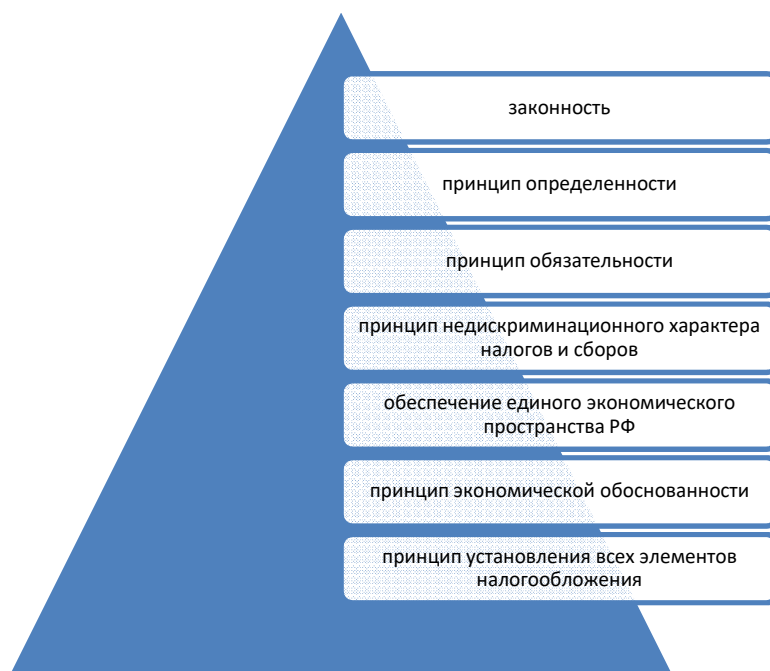 законность
принцип определенности
принцип обязательности
принцип недискриминационного характера
налогов и сборов
обеспечение единого экономического
пространства РФ
принцип экономической обоснованности
принцип установления всех элементов
налогообложения